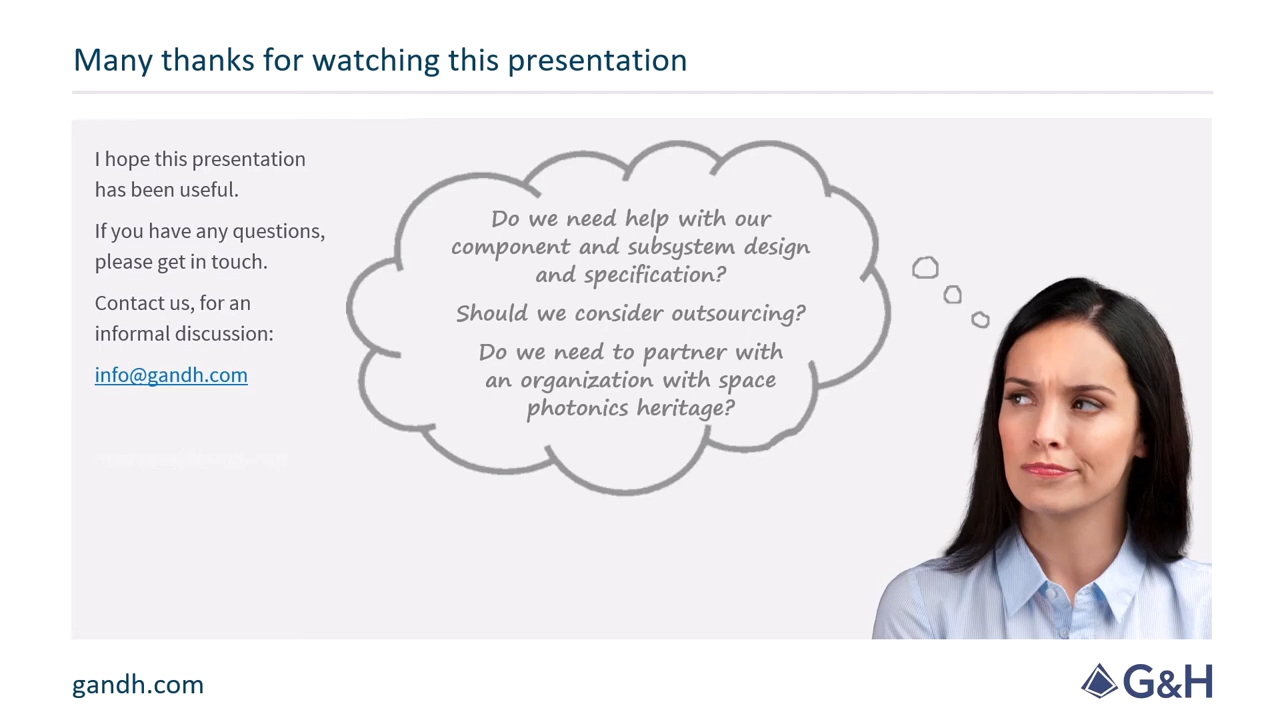 Many thanks for watching this presentation
I hope this presentation
has been useful.
If you have any questions,
please get in touch.
Contact us, for an
informal discussion:
info@gandh.com
Do we need help with our
component and subsystem design
and specification?
Should we consider outsourcing?
Do we need to partner with
an organization with space
photonics heritage?
gandh.com
G&H